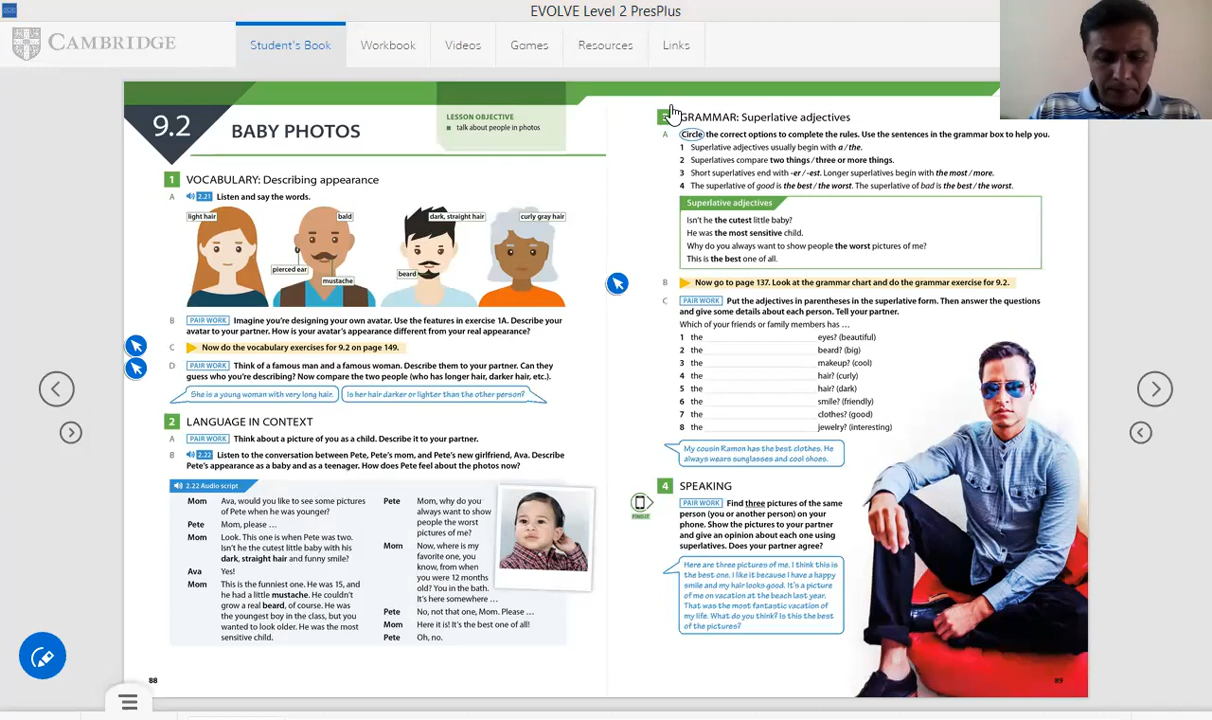 EVOLVE Level 2 PresPlus
CAMBRIDGE
Student's Book
Workbook
Videos
Games
Resources
Links
9.2
BABY PHOTOS
LESSON OBJECTIVE
talk about people in photos
1 VOCABULARY: Describing appearance
A 2.21 Listen and say the words.
light hair
bald
dark, straight hair
curly gray hair
pierced ear
mustache
beard
B PAIR WORK Imagine you're designing your own avatar. Use the features in exercise 1A. Describe your
avatar to your partner. How is your avatar's appearance different from your real appearance?
C Now do the vocabulary exercises for 9.2 on page 149.
D PAIR WORK Think of a famous man and a famous woman. Describe them to your partner. Can they
guess who you're describing? Now compare the two people (who has longer hair, darker hair, etc.).
She is a young woman with very long hair.
Is her hair darker or lighter than the other person?
2 LANGUAGE IN CONTEXT
A PAIR WORK Think about a picture of you as a child. Describe it to your partner.
B 2.22 Listen to the conversation between Pete, Pete's mom, and Pete's new girlfriend, Ava. Describe
Pete's appearance as a baby and as a teenager. How does Pete feel about the photos now?
2.22 Audio script
Mom Ava, would you like to see some pictures
of Pete when he was younger?
Pete Mom, please ...
Mom Look. This one is when Pete was two.
Isn't he the cutest little baby with his
dark, straight hair and funny smile?
Ava Yes!
Mom This is the funniest one. He was 15, and
he had a little mustache. He couldn't
grow a real beard, of course. He was
the youngest boy in the class, but you
wanted to look older. He was the most
sensitive child.
Pete Mom, why do you
always want to show
people the worst
pictures of me?
Mom Now, where is my
favorite one, you
know, from when
you were 12 months
old? You in the bath.
It's here somewhere ...
Pete No, not that one, Mom. Please ...
Mom Here it is! It's the best one of all!
Pete Oh, no.
88
GRAMMAR: Superlative adjectives
A Circle the correct options to complete the rules. Use the sentences in the grammar box to help you.
1 Superlative adjectives usually begin with a / the.
2 Superlatives compare two things / three or more things.
3 Short superlatives end with -er / -est. Longer superlatives begin with the most / more.
4 The superlative of good is the best / the worst. The superlative of bad is the best / the worst.
Superlative adjectives
Isn't he the cutest little baby?
He was the most sensitive child.
Why do you always want to show people the worst pictures of me?
This is the best one of all.
B Now go to page 137. Look at the grammar chart and do the grammar exercise for 9.2.
C PAIR WORK Put the adjectives in parentheses in the superlative form. Then answer the questions
and give some details about each person. Tell your partner.
Which of your friends or family members has ...
1 the eyes? (beautiful)
2 the beard? (big)
3 the makeup? (cool)
4 the hair? (curly)
5 the hair? (dark)
6 the smile? (friendly)
7 the clothes? (good)
8 the jewelry? (interesting)
My cousin Ramon has the best clothes. He
always wears sunglasses and cool shoes.
4 SPEAKING
PAIR WORK Find three pictures of the same
person (you or another person) on your
phone. Show the pictures to your partner
and give an opinion about each one using
superlatives. Does your partner agree?
FIND IT
Here are three pictures of me. I think this is
the best one. I like it because I have a happy
smile and my hair looks good. It's a picture
of me on vacation at the beach last year.
That was the most fantastic vacation of
my life. What do you think? Is this the best
of the pictures?
89